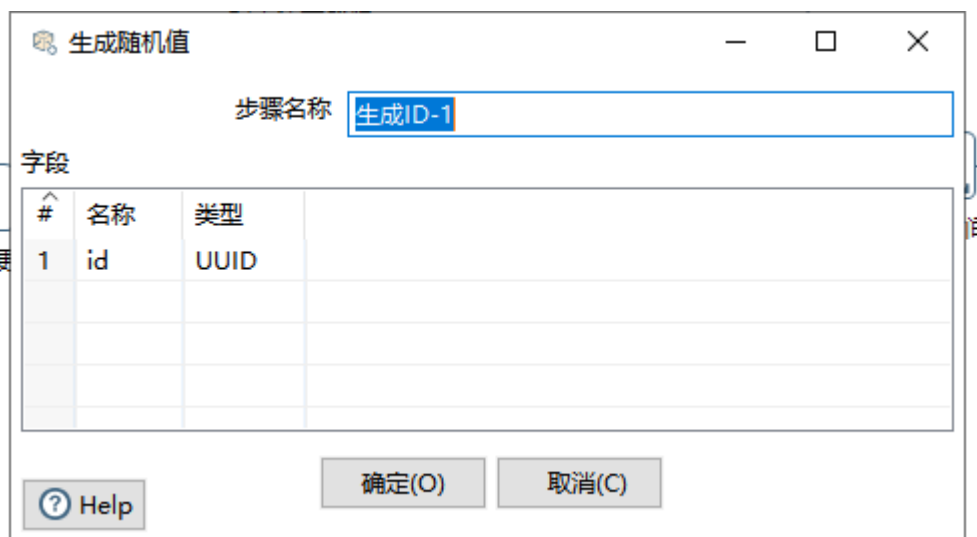 生成随机值
步骤名称 生成ID-1
字段
# 名称 类型
1 id UUID
确定(O) 取消(C)
Help